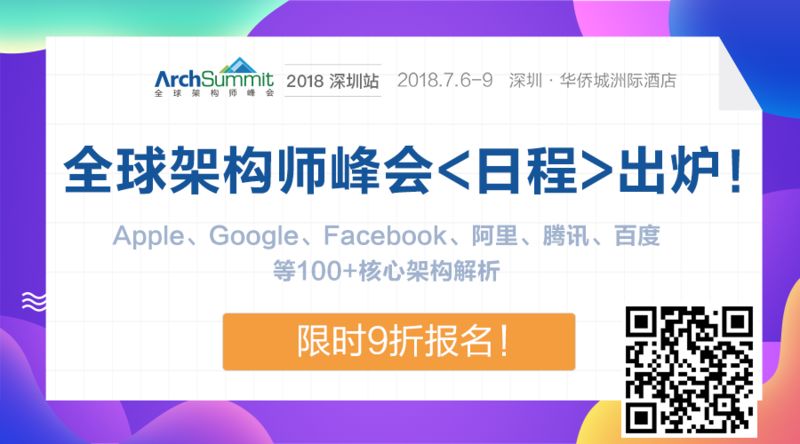 ArchSummit
全球架构师峰会
2018 深圳站
2018.7.6-9 深圳·华侨城洲际酒店
全球架构师峰会<日程>出炉！
Apple、Google、Facebook、阿里、腾讯、百度
等100+核心架构解析
限时9折报名！